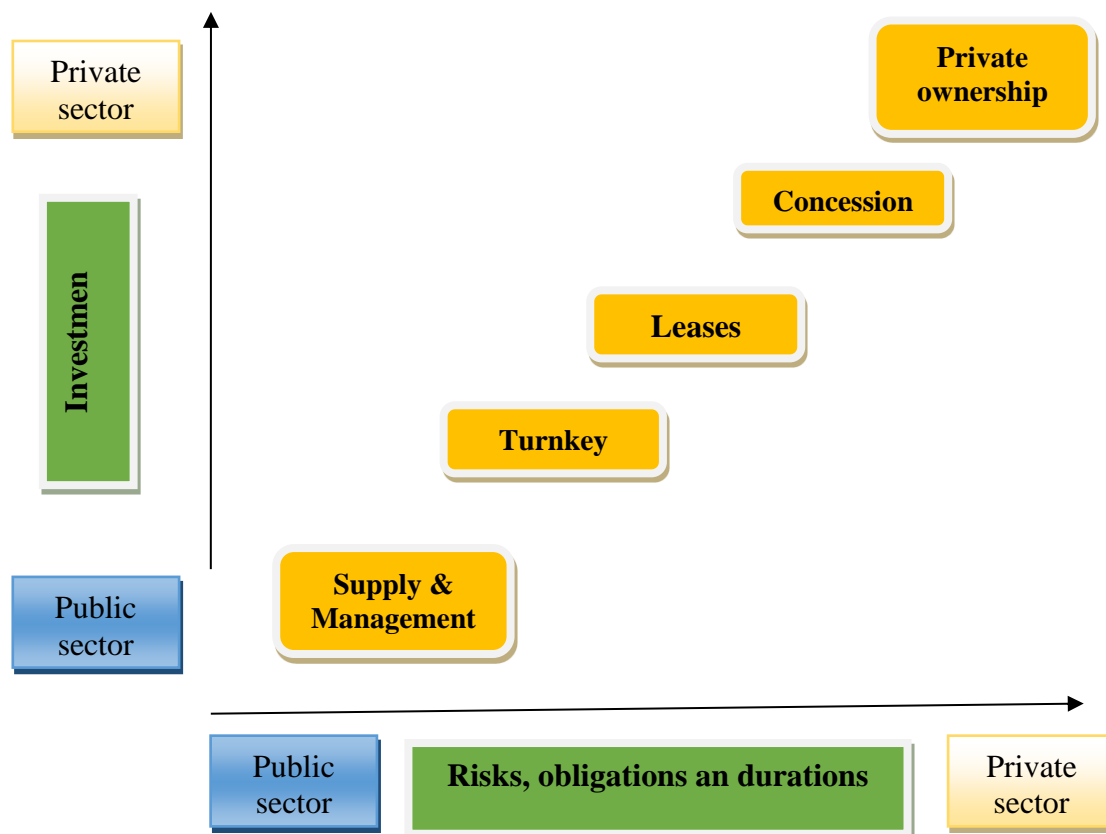 Private
sector
Private
ownership
Concession
Investmen
Leases
Turnkey
Supply &
Management
Public
sector
Public
sector
Risks, obligations an durations
Private
sector